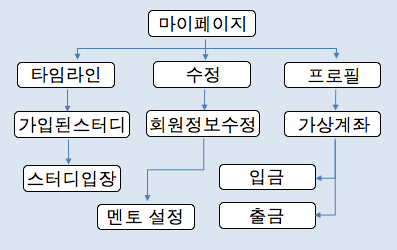 마이페이지
타임라인
수정
프로필
가입된스터디
회원정보수정
가상계좌
스터디입장
입금
멘토 설정
출금